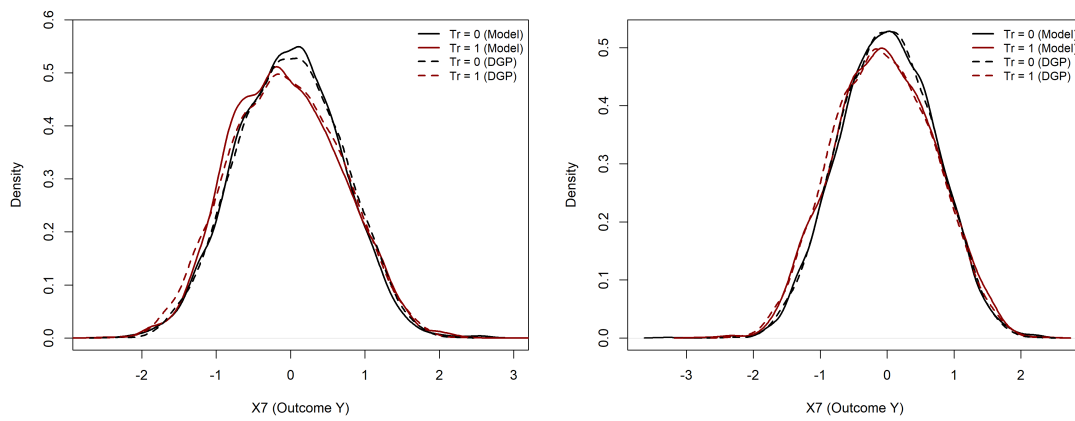 0.6
0.5
0.4
0.3
0.2
0.1
0.0
Density
-2 -1 0 1 2 3
X7 (Outcome Y)
Tr = 0 (Model)
Tr = 1 (Model)
Tr = 0 (DGP)
Tr = 1 (DGP)
0.5
0.4
0.3
0.2
0.1
0.0
Density
-3 -2 -1 0 1 2
X7 (Outcome Y)
Tr = 0 (Model)
Tr = 1 (Model)
Tr = 0 (DGP)
Tr = 1 (DGP)